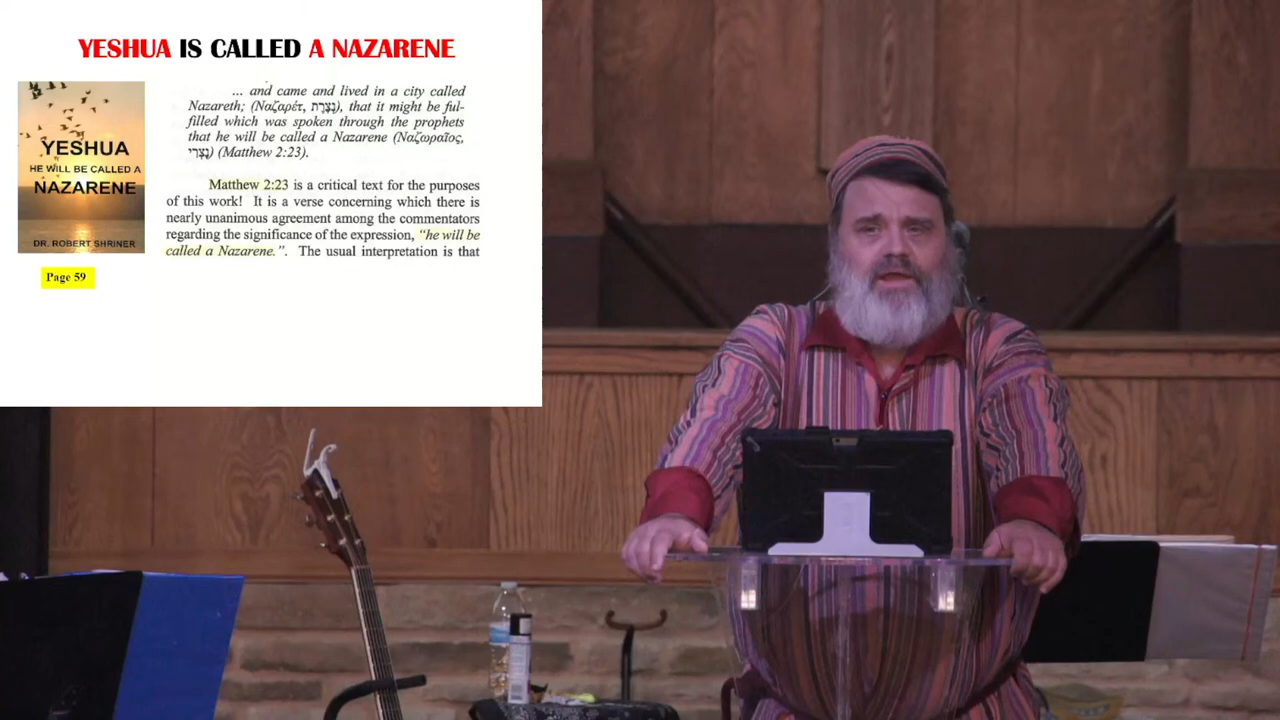 YESHUA IS CALLED A NAZARENE
YESHUA
HE WILL BE CALLED A
NAZARENE
DR. ROBERT SHRINER
Page 59
... and came and lived in a city called
Nazareth; (Ναζαρέτ, נָצְרַת), that it might be ful-
filled which was spoken through the prophets
that he will be called a Nazarene (Ναζωραῖος,
נָצְרִי) (Matthew 2:23).
Matthew 2:23 is a critical text for the purposes
of this work! It is a verse concerning which there is
nearly unanimous agreement among the commentators
regarding the significance of the expression, “he will be
called a Nazarene.”. The usual interpretation is that